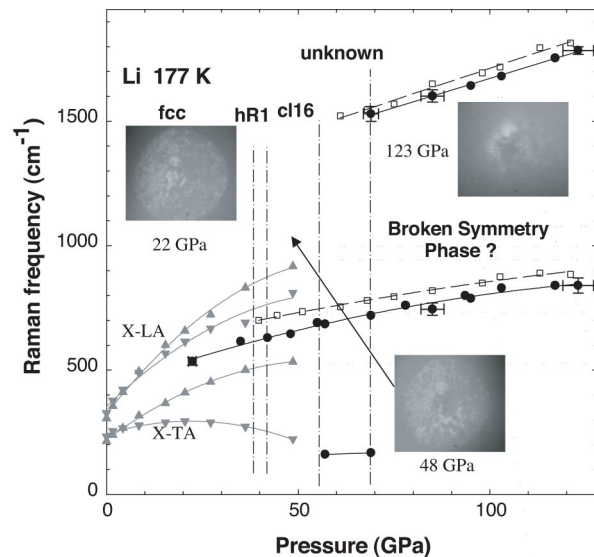 unknown
Li 177 K
fcc
hR1
cI16
22 GPa
123 GPa
Broken Symmetry
Phase ?
X-LA
X-TA
48 GPa
Raman frequency (cm⁻¹)
1500
1000
500
0
0
50
100
Pressure (GPa)